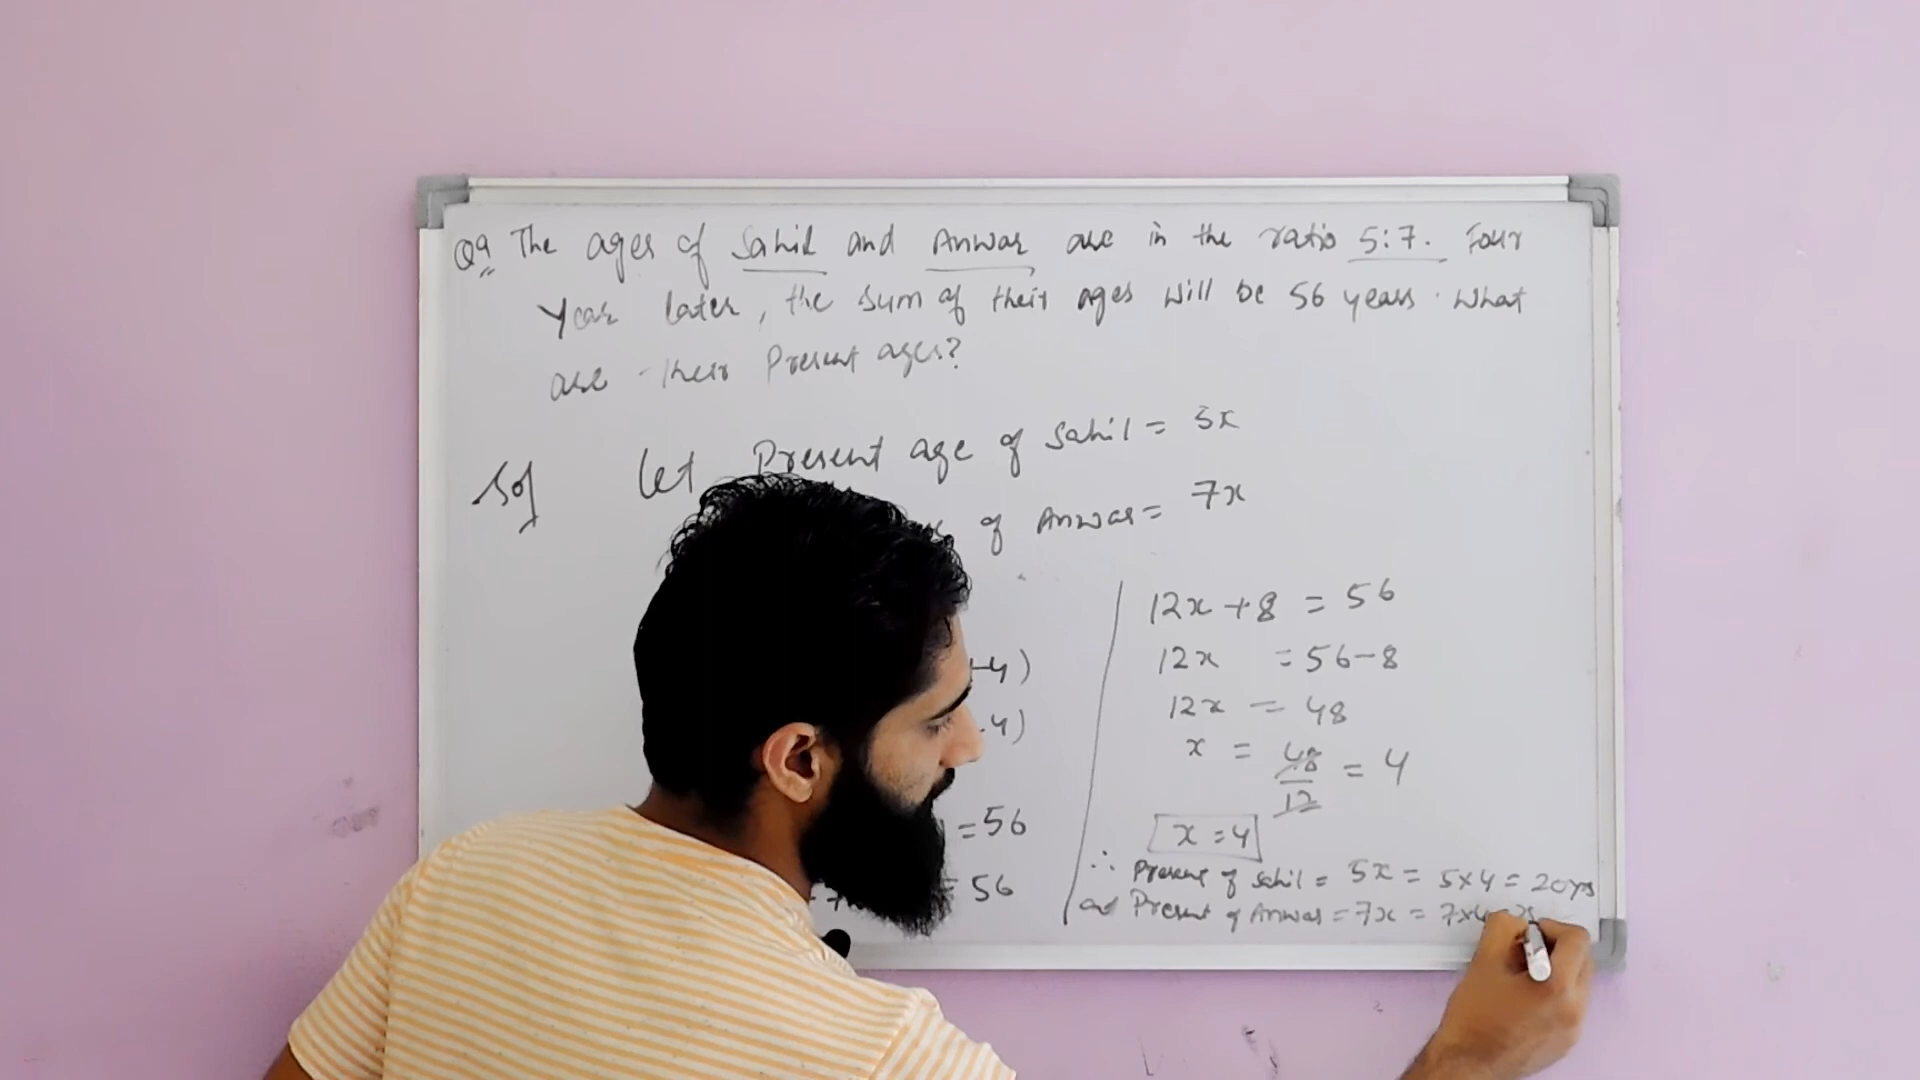 Q9 The ages of Sahil and Anwar are in the ratio 5:7. Four
Year later, the sum of their ages will be 56 years. What
are their Present ages?
Sol Let Present age of Sahil = 5x
of Anwar = 7x
4)
4)
=56
= 56
12x + 8 = 56
12x = 56-8
12x = 48
x = 48/12 = 4
x = 4
∴ Present of Sahil = 5x = 5x4 = 20yrs
and Present of Anwar = 7x = 7x4